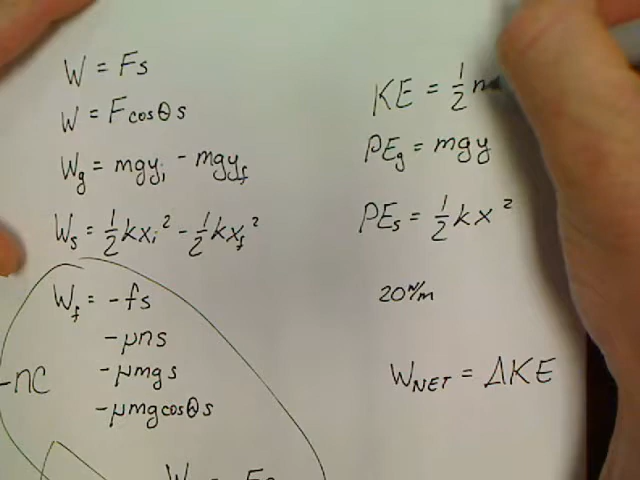 W = Fs
W = Fcosθs
Wg = mgyi - mgyf
Ws = ½kxi² - ½kxf²
Wf = -fs
-μns
-μmgs
-μmgcosθs
-nc
KE = ½m
PEg = mgy
PEs = ½kx²
20 N/m
WNET = ΔKE